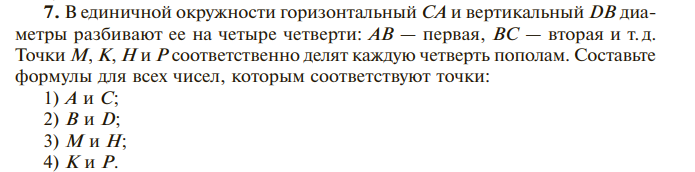 7. В единичной окружности горизонтальный CA и вертикальный DB диа-
метры разбивают ее на четыре четверти: AB — первая, BC — вторая и т. д.
Точки M, K, H и P соответственно делят каждую четверть пополам. Составьте
формулы для всех чисел, которым соответствуют точки:
1) A и C;
2) B и D;
3) M и H;
4) K и P.